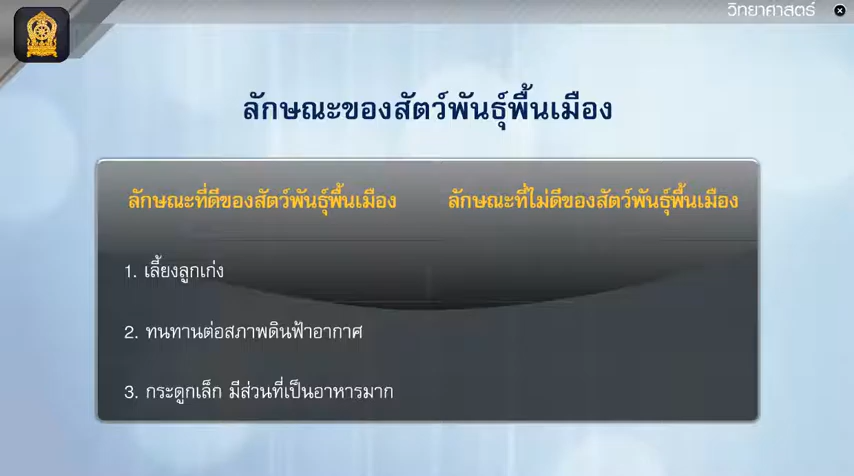 วิทยาศาสตร์
ลักษณะของสัตว์พันธุ์พื้นเมือง
ลักษณะที่ดีของสัตว์พันธุ์พื้นเมือง
ลักษณะที่ไม่ดีของสัตว์พันธุ์พื้นเมือง
1. เลี้ยงลูกเก่ง
2. ทนทานต่อสภาพดินฟ้าอากาศ
3. กระดูกเล็ก มีส่วนที่เป็นอาหารมาก